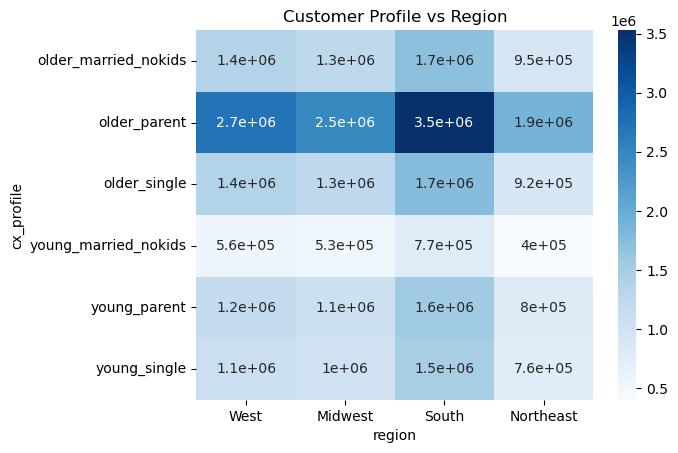 Customer Profile vs Region
1e6
older_married_nokids 1.4e+06 1.3e+06 1.7e+06 9.5e+05
older_parent 2.7e+06 2.5e+06 3.5e+06 1.9e+06
older_single 1.4e+06 1.3e+06 1.7e+06 9.2e+05
young_married_nokids 5.6e+05 5.3e+05 7.7e+05 4e+05
young_parent 1.2e+06 1.1e+06 1.6e+06 8e+05
young_single 1.1e+06 1e+06 1.5e+06 7.6e+05
cx_profile
West Midwest South Northeast
region
3.5
3.0
2.5
2.0
1.5
1.0
0.5